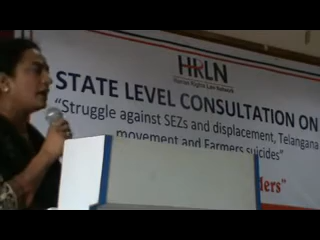 HRLN
Human Rights Law Network
STATE LEVEL CONSULTATION ON
"Struggle against SEZs and displacement, Telangana
movement and Farmers suicides"
ders"